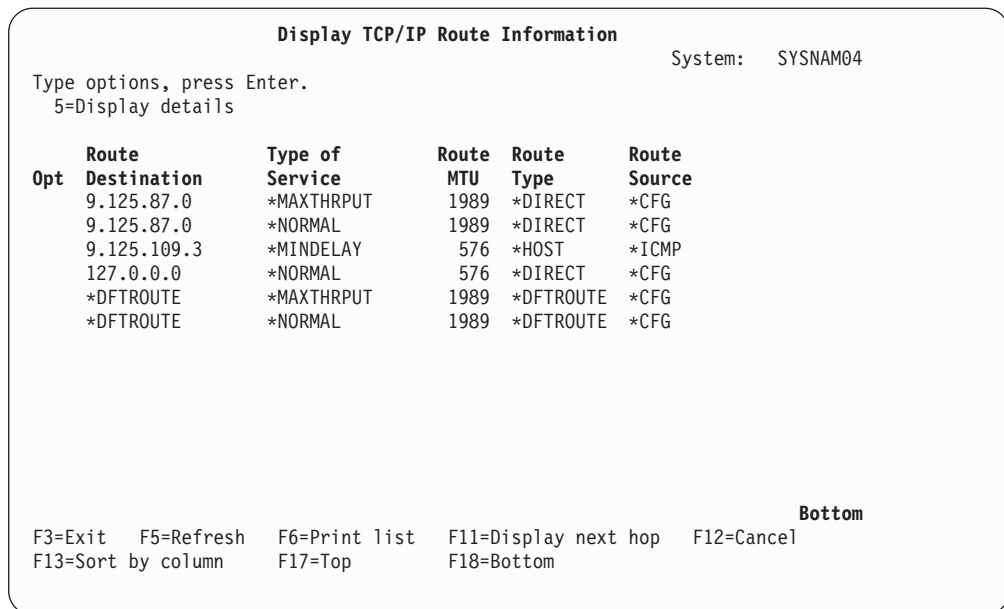 Display TCP/IP Route Information
System: SYSNAM04
Type options, press Enter.
5=Display details
Route Type of Route Route Route
Opt Destination Service MTU Type Source
9.125.87.0 *MAXTHRPUT 1989 *DIRECT *CFG
9.125.87.0 *NORMAL 1989 *DIRECT *CFG
9.125.109.3 *MINDELAY 576 *HOST *ICMP
127.0.0.0 *NORMAL 576 *DIRECT *CFG
*DFTROUTE *MAXTHRPUT 1989 *DFTROUTE *CFG
*DFTROUTE *NORMAL 1989 *DFTROUTE *CFG
Bottom
F3=Exit F5=Refresh F6=Print list F11=Display next hop F12=Cancel
F13=Sort by column F17=Top F18=Bottom